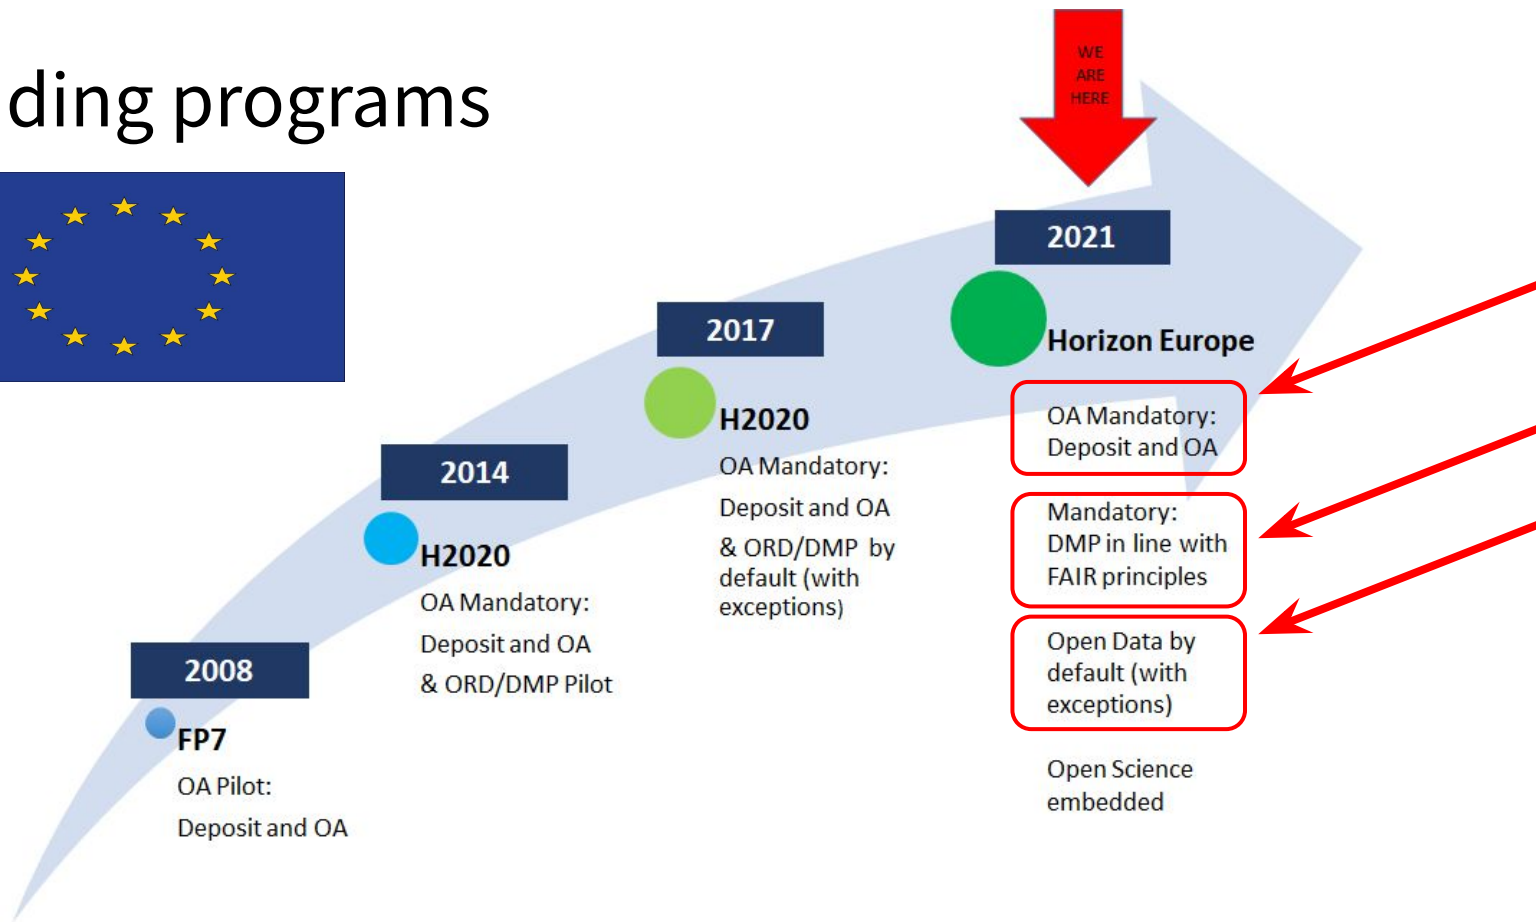 ding programs
WE
ARE
HERE
2021
Horizon Europe
OA Mandatory:
Deposit and OA
Mandatory:
DMP in line with
FAIR principles
Open Data by
default (with
exceptions)
Open Science
embedded
2017
H2020
OA Mandatory:
Deposit and OA
& ORD/DMP by
default (with
exceptions)
2014
H2020
OA Mandatory:
Deposit and OA
& ORD/DMP Pilot
2008
FP7
OA Pilot:
Deposit and OA